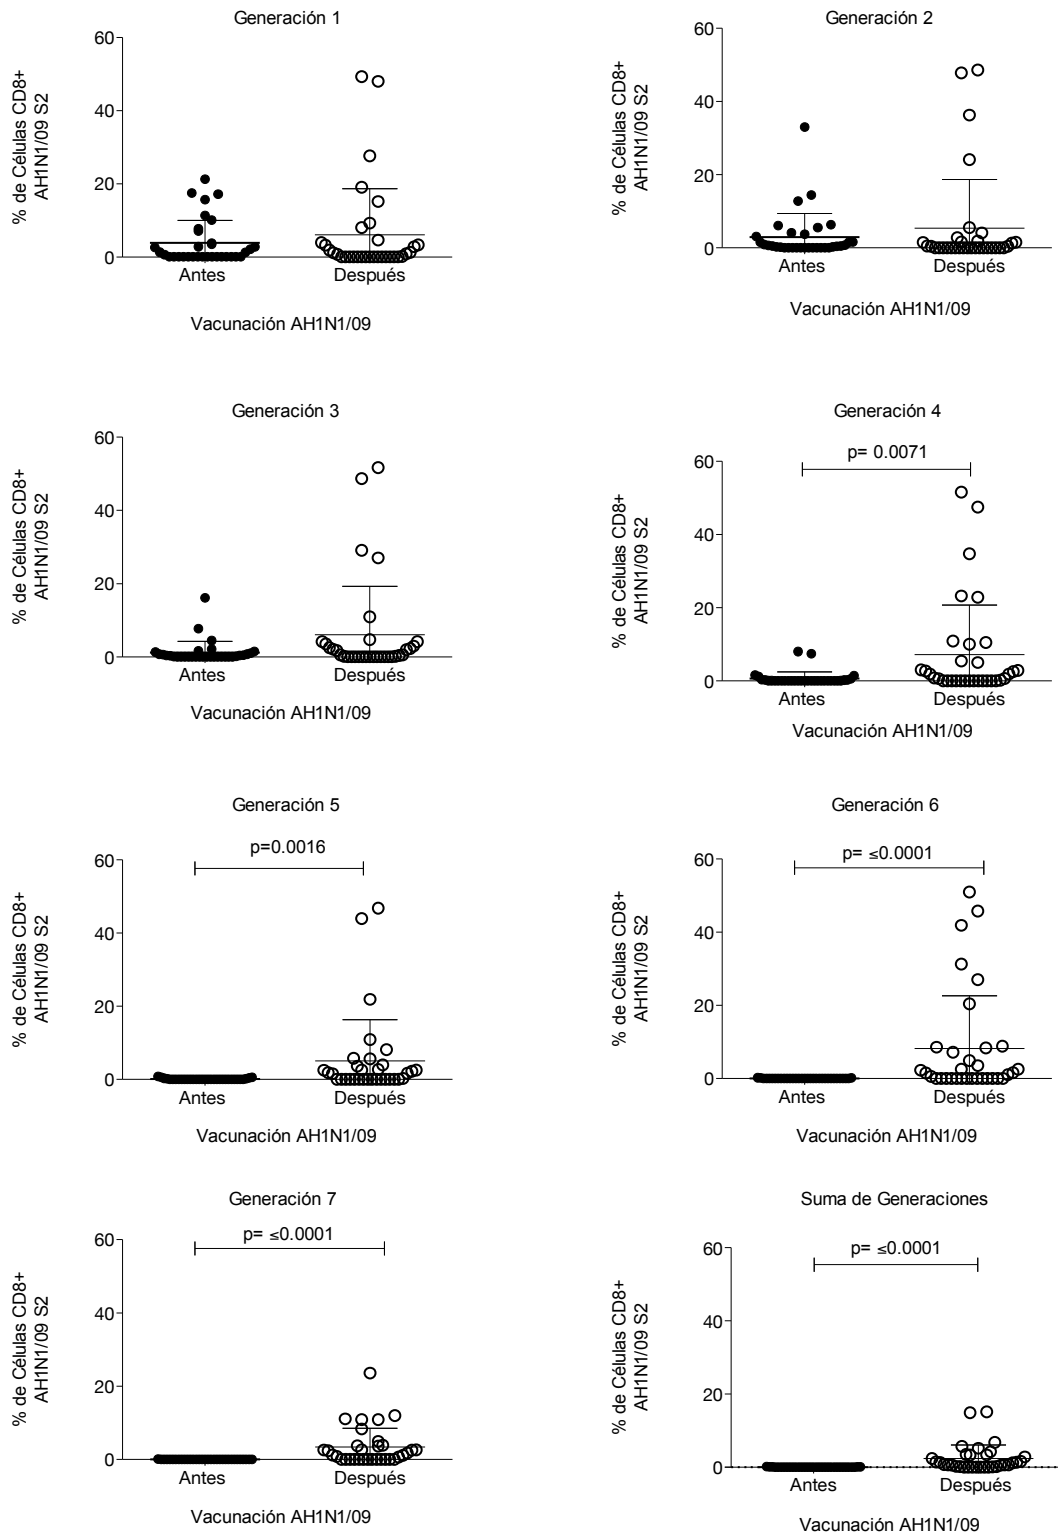 Generación 1
60
40
20
0
% de Células CD8+
AH1N1/09 S2
Antes
Después
Vacunación AH1N1/09
Generación 2
60
40
20
0
% de Células CD8+
AH1N1/09 S2
Antes
Después
Vacunación AH1N1/09
Generación 3
60
40
20
0
% de Células CD8+
AH1N1/09 S2
Antes
Después
Vacunación AH1N1/09
Generación 4
p= 0.0071
60
40
20
0
% de Células CD8+
AH1N1/09 S2
Antes
Después
Vacunación AH1N1/09
Generación 5
p=0.0016
60
40
20
0
% de Células CD8+
AH1N1/09 S2
Antes
Después
Vacunación AH1N1/09
Generación 6
p= ≤0.0001
60
40
20
0
% de Células CD8+
AH1N1/09 S2
Antes
Después
Vacunación AH1N1/09
Generación 7
p= ≤0.0001
60
40
20
0
% de Células CD8+
AH1N1/09 S2
Antes
Después
Vacunación AH1N1/09
Suma de Generaciones
p= ≤0.0001
60
40
20
0
% de Células CD8+
AH1N1/09 S2
Antes
Después
Vacunación AH1N1/09